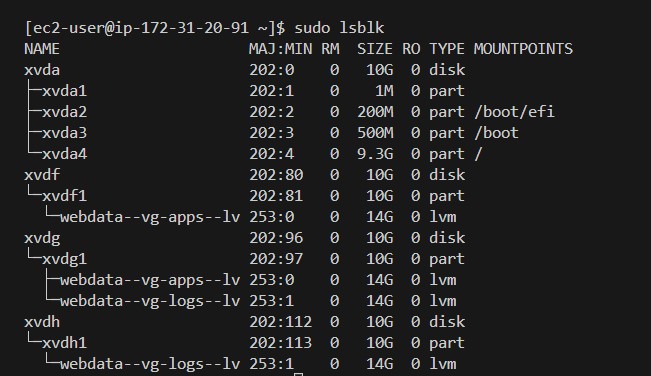 [ec2-user@ip-172-31-20-91 ~]$ sudo lsblk
NAME                      MAJ:MIN RM  SIZE RO TYPE MOUNTPOINTS
xvda                      202:0    0   10G  0 disk
├─xvda1                   202:1    0    1M  0 part
├─xvda2                   202:2    0  200M  0 part /boot/efi
├─xvda3                   202:3    0  500M  0 part /boot
└─xvda4                   202:4    0  9.3G  0 part /
xvdf                      202:80   0   10G  0 disk
└─xvdf1                   202:81   0   10G  0 part
  └─webdata--vg-apps--lv 253:0    0   14G  0 lvm
xvdg                      202:96   0   10G  0 disk
└─xvdg1                   202:97   0   10G  0 part
  ├─webdata--vg-apps--lv 253:0    0   14G  0 lvm
  └─webdata--vg-logs--lv 253:1    0   14G  0 lvm
xvdh                      202:112  0   10G  0 disk
└─xvdh1                   202:113  0   10G  0 part
  └─webdata--vg-logs--lv 253:1    0   14G  0 lvm